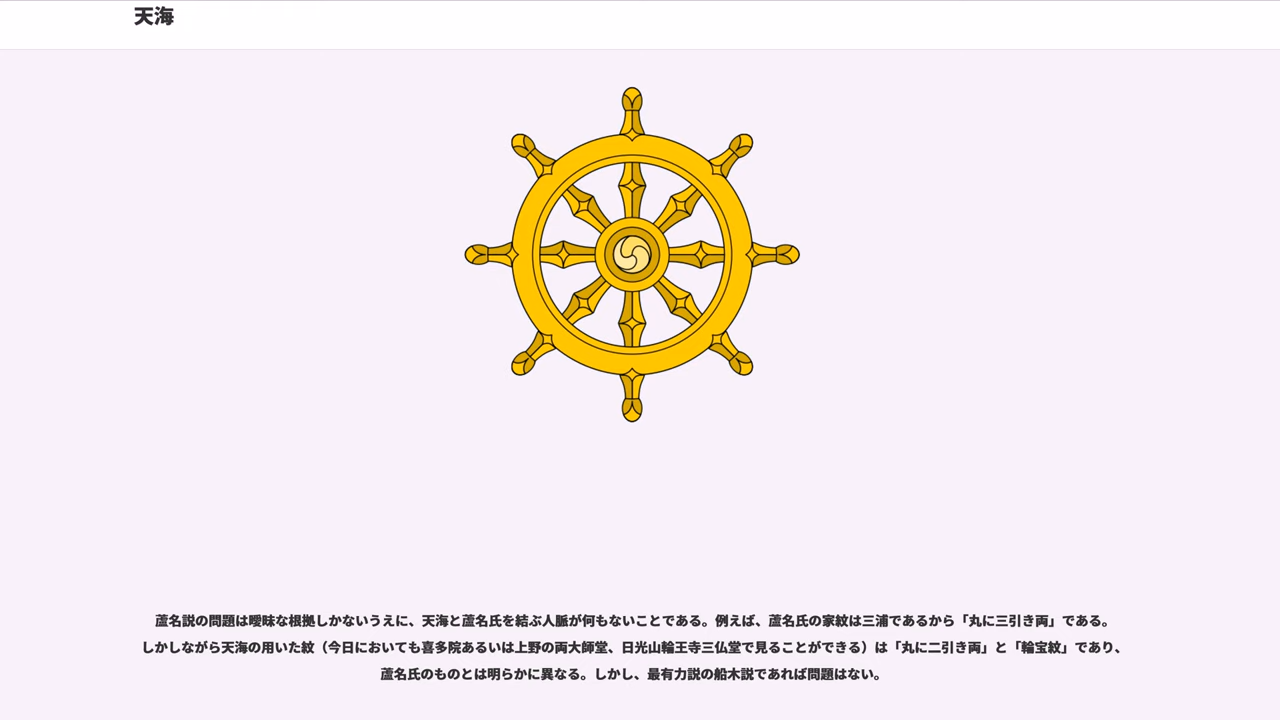 天海
蘆名説の問題は曖昧な根拠しかないうえに、天海と蘆名氏を結ぶ人脈が何もないことである。例えば、蘆名氏の家紋は三浦であるから「丸に三引き両」である。
しかしながら天海の用いた紋（今日においても喜多院あるいは上野の両大師堂、日光山輪王寺三仏堂で見ることができる）は「丸に二引き両」と「輪宝紋」であり、
蘆名氏のものとは明らかに異なる。しかし、最有力説の船木説であれば問題はない。